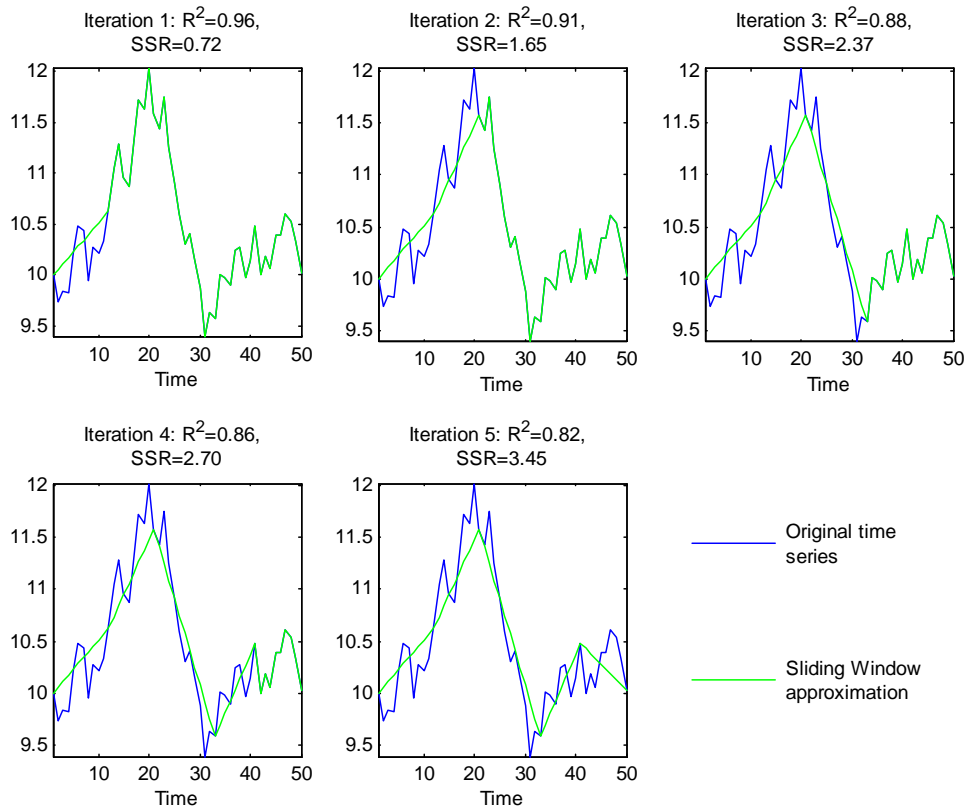 Iteration 1: R²=0.96,
SSR=0.72
12
11.5
11
10.5
10
9.5
10 20 30 40 50
Time
Iteration 2: R²=0.91,
SSR=1.65
12
11.5
11
10.5
10
9.5
10 20 30 40 50
Time
Iteration 3: R²=0.88,
SSR=2.37
12
11.5
11
10.5
10
9.5
10 20 30 40 50
Time
Iteration 4: R²=0.86,
SSR=2.70
12
11.5
11
10.5
10
9.5
10 20 30 40 50
Time
Iteration 5: R²=0.82,
SSR=3.45
12
11.5
11
10.5
10
9.5
10 20 30 40 50
Time
Original time
series
Sliding Window
approximation